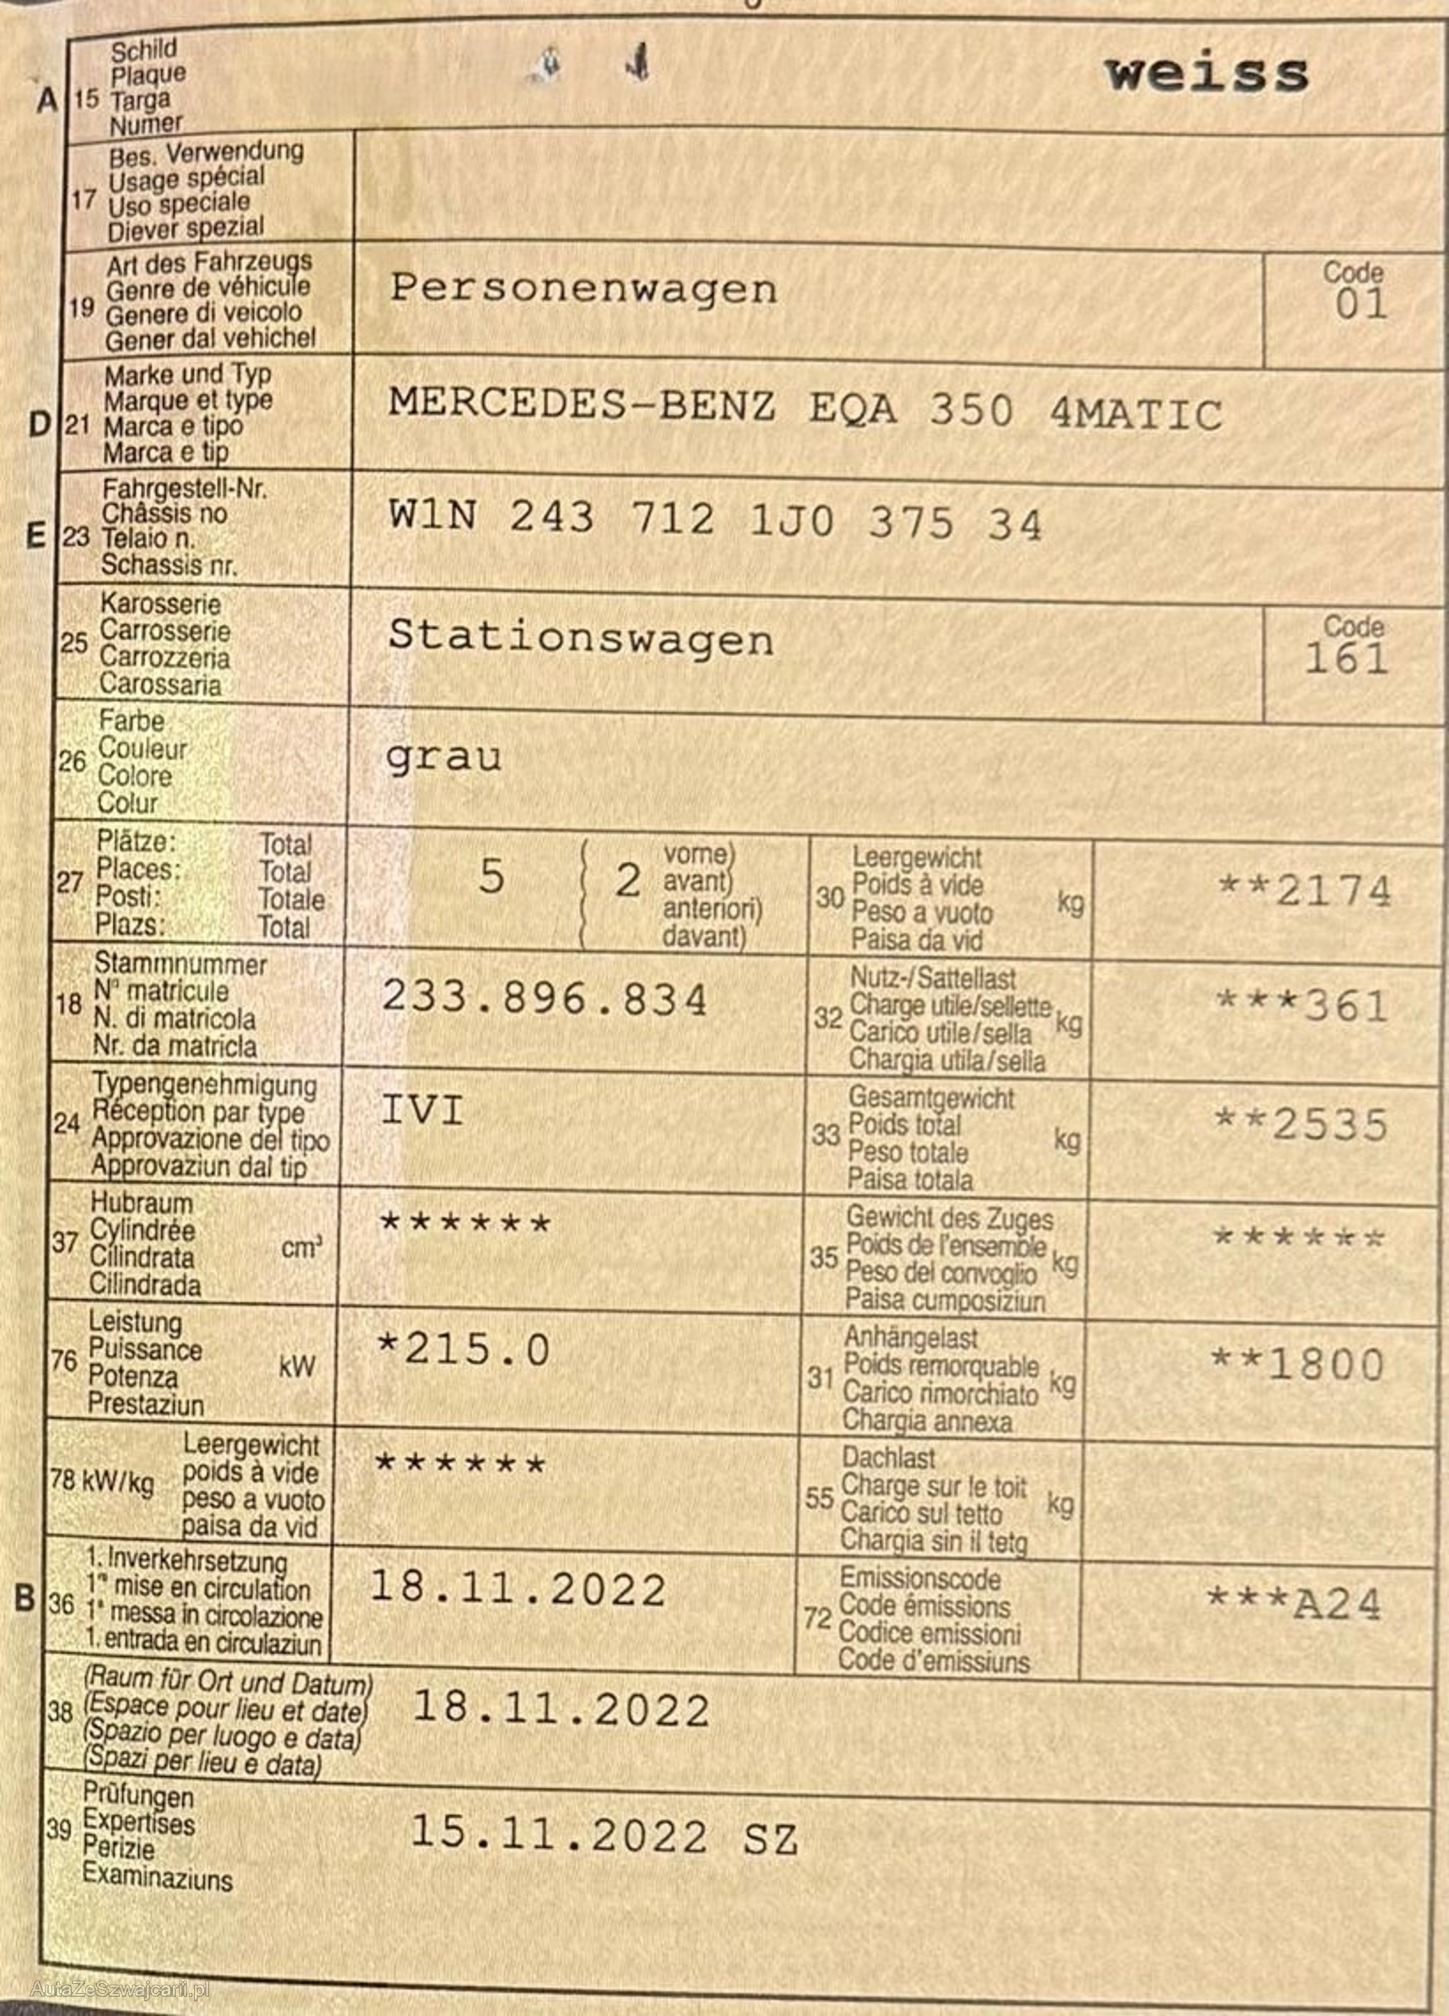 A 15 Schild
Plaque
Targa
Numer
weiss
17 Bes. Verwendung
Usage spécial
Uso speciale
Diever spezial
19 Art des Fahrzeugs
Genre de véhicule
Genere di veicolo
Gener dal vehichel
Personenwagen
Code
01
D 21 Marke und Typ
Marque et type
Marca e tipo
Marca e tip
MERCEDES-BENZ EQA 350 4MATIC
E 23 Fahrgestell-Nr.
Châssis no
Telaio n.
Schassis nr.
W1N 243 712 1J0 375 34
25 Karosserie
Carrosserie
Carrozzeria
Carossaria
Stationswagen
Code
161
26 Farbe
Couleur
Colore
Colur
grau
27 Plätze: Total
Places: Total
Posti: Totale
Plazs: Total
5 ( 2 vorne)
avant)
anteriori)
davant)
30 Leergewicht
Poids à vide
Peso a vuoto
Paisa da vid
kg
**2174
18 Stammnummer
N° matricule
N. di matricola
Nr. da matricla
233.896.834
32 Nutz-/Sattellast
Charge utile/sellette
Carico utile/sella
Chargia utila/sella
kg
***361
24 Typengenehmigung
Réception par type
Approvazione del tipo
Approvaziun dal tip
IVI
33 Gesamtgewicht
Poids total
Peso totale
Paisa totala
kg
**2535
37 Hubraum
Cylindrée
Cilindrata
Cilindrada
cm³
******
35 Gewicht des Zuges
Poids de l'ensemble
Peso del convoglio
Paisa cumposiziun
kg
******
76 Leistung
Puissance
Potenza
Prestaziun
kW
*215.0
31 Anhängelast
Poids remorquable
Carico rimorchiato
Chargia annexa
kg
**1800
78 kW/kg Leergewicht
poids à vide
peso a vuoto
paisa da vid
******
55 Dachlast
Charge sur le toit
Carico sul tetto
Chargia sin il tetg
kg
B 36 1. Inverkehrsetzung
1re mise en circulation
1a messa in circolazione
1. entrada en circulaziun
18.11.2022
72 Emissionscode
Code émissions
Codice emissioni
Code d'emissiuns
***A24
38 (Raum für Ort und Datum)
(Espace pour lieu et date)
(Spazio per luogo e data)
(Spazi per lieu e data)
18.11.2022
39 Prüfungen
Expertises
Perizie
Examinaziuns
15.11.2022 SZ
AutaZeSzwajcarii.pl